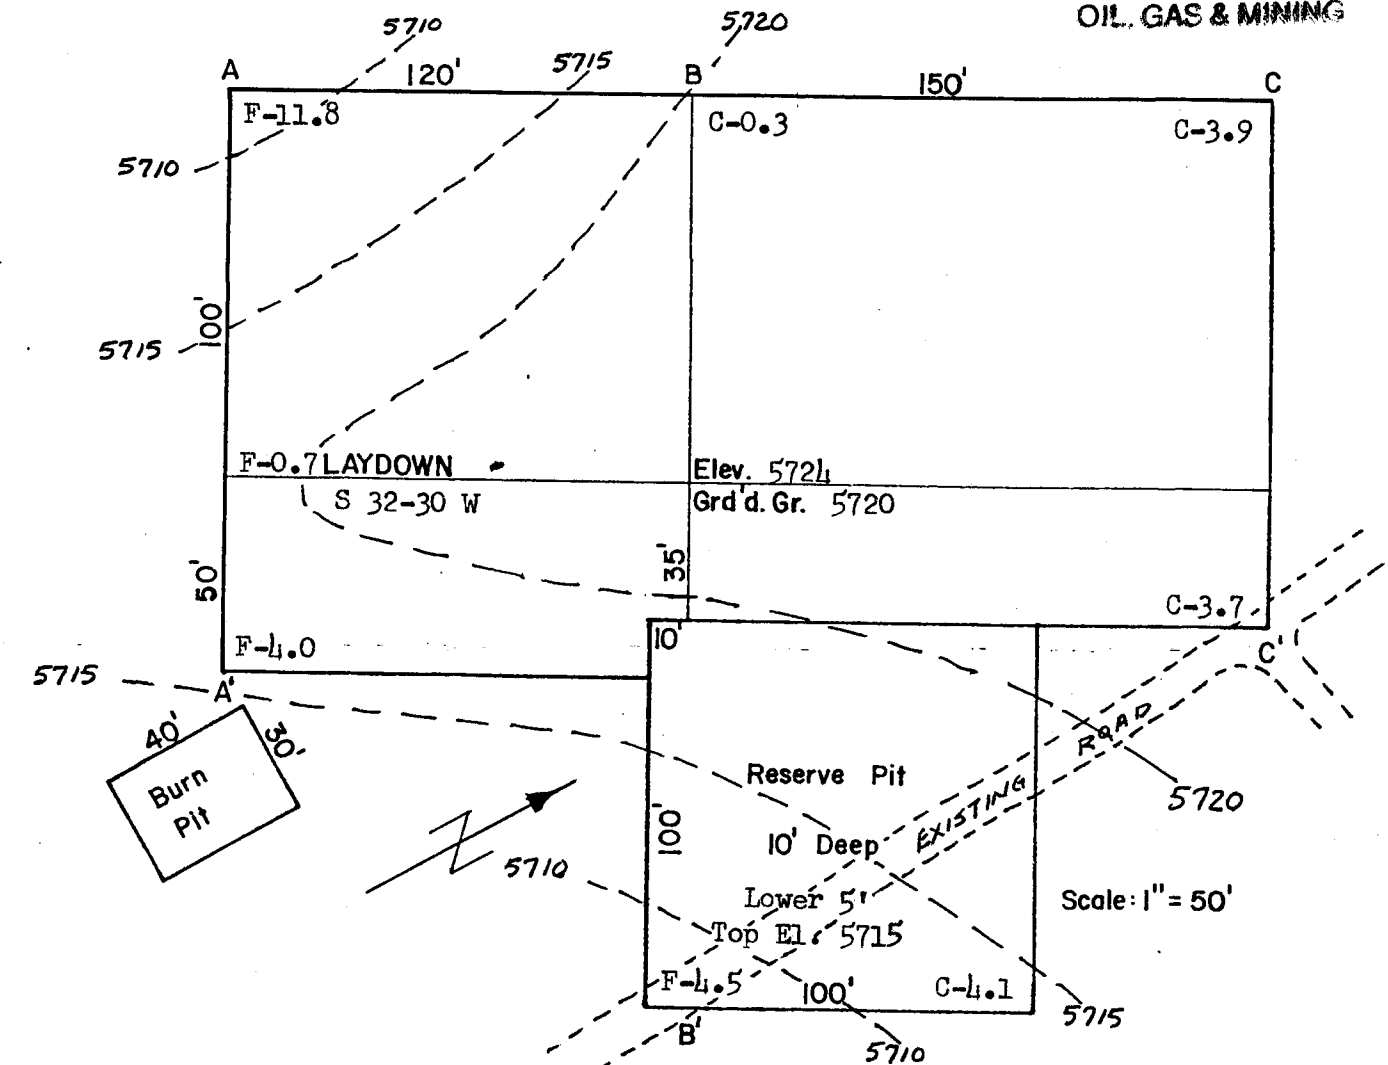 OIL, GAS & MINING
5710
5720
A
120'
5715
B
150'
C
F-11.8
C-0.3
C-3.9
5710
100'
5715
F-0.7 LAYDOWN
Elev. 5724
S 32-30 W
Grd'd. Gr. 5720
50'
35'
C-3.7
F-4.0
10'
C'
5715
A'
40'
30'
ROAD
Burn
Pit
Reserve Pit
EXISTING
5720
100'
10' Deep
5710
Lower 5'
Scale: 1" = 50'
Top El. 5715
F-4.5
100'
C-4.1
B'
5715
5710